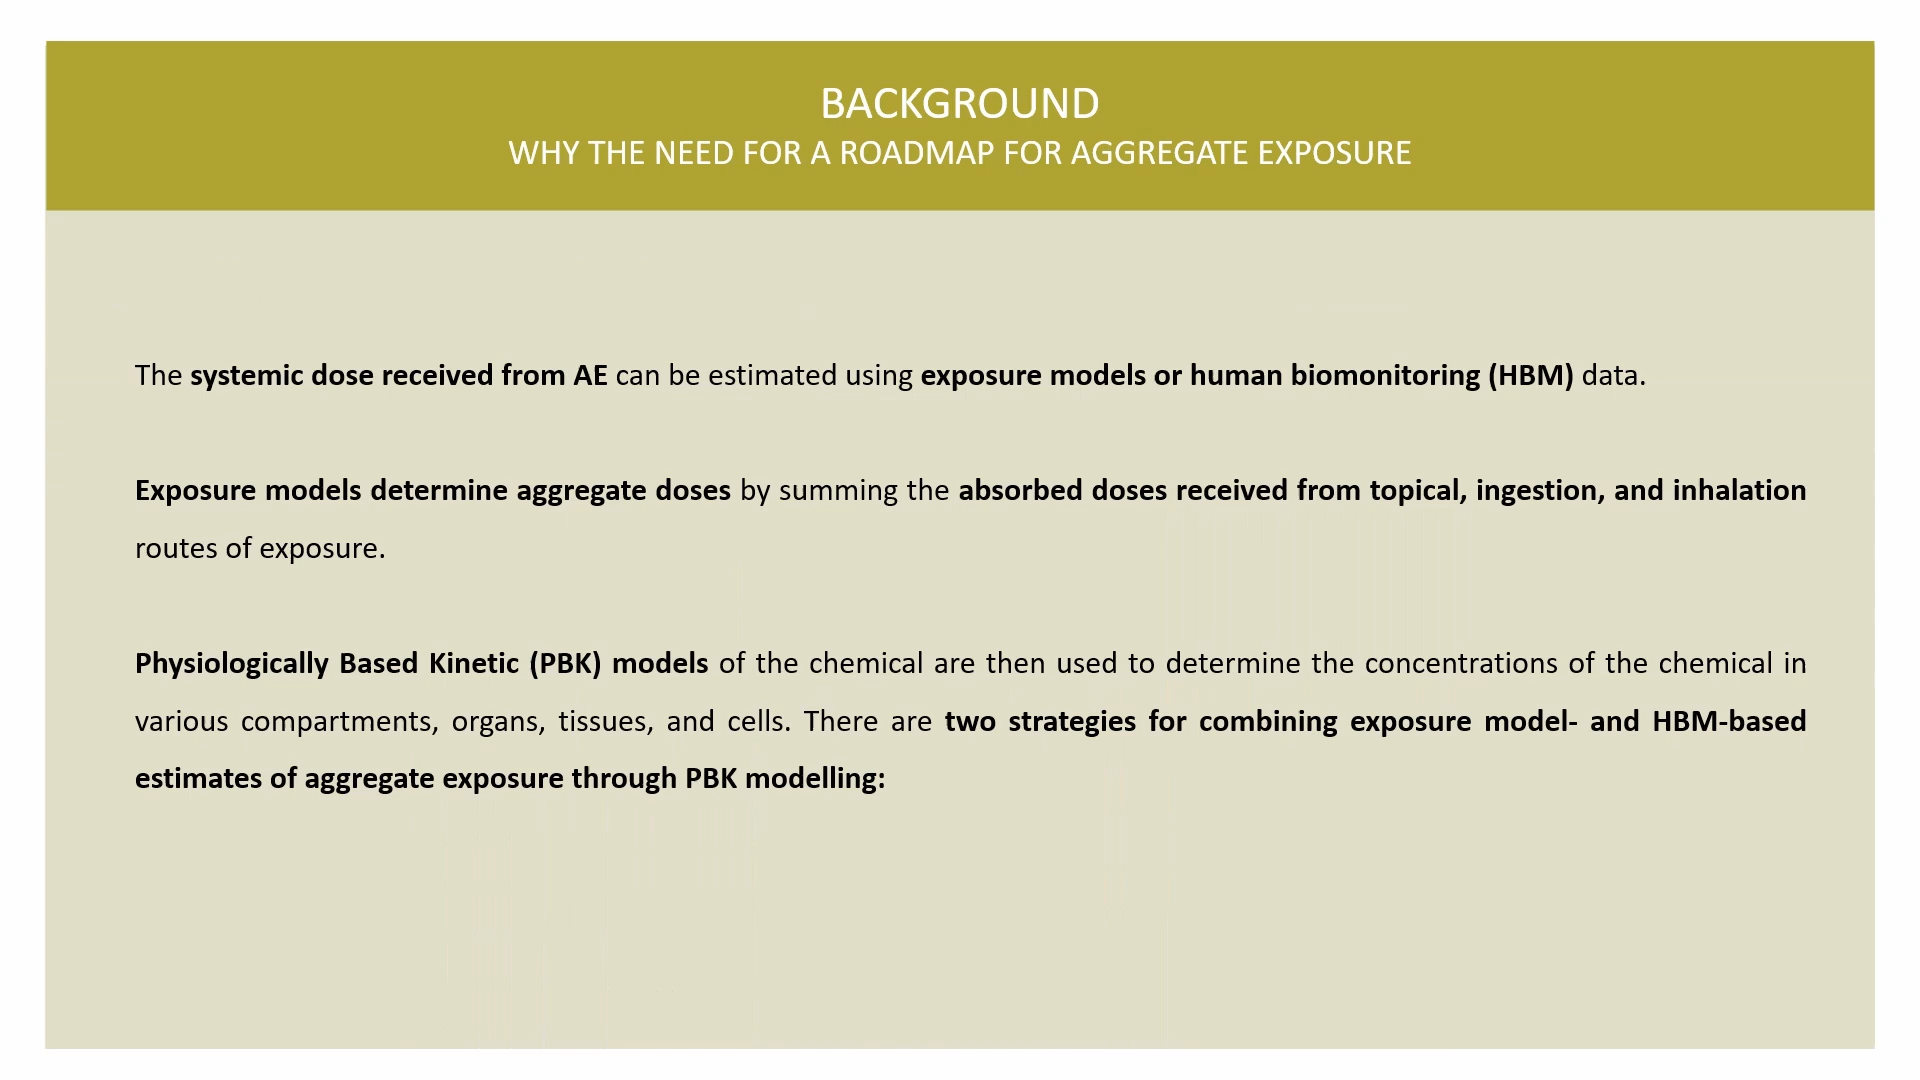 BACKGROUND
WHY THE NEED FOR A ROADMAP FOR AGGREGATE EXPOSURE
The systemic dose received from AE can be estimated using exposure models or human biomonitoring (HBM) data.
Exposure models determine aggregate doses by summing the absorbed doses received from topical, ingestion, and inhalation
routes of exposure.
Physiologically Based Kinetic (PBK) models of the chemical are then used to determine the concentrations of the chemical in
various compartments, organs, tissues, and cells. There are two strategies for combining exposure model- and HBM-based
estimates of aggregate exposure through PBK modelling: